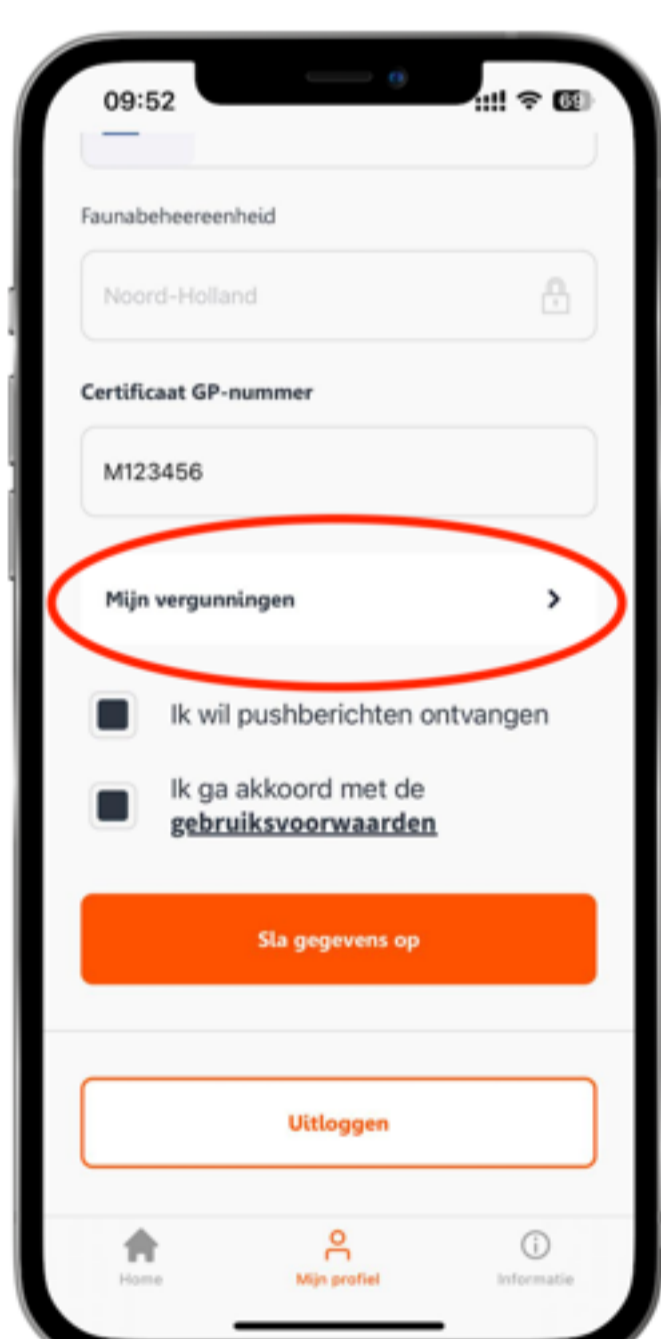 09:52
69
Faunabeheereenheid
Noord-Holland
Certificaat GP-nummer
M123456
Mijn vergunningen
Ik wil pushberichten ontvangen
Ik ga akkoord met de
gebruiksvoorwaarden
Sla gegevens op
Uitloggen
Home
Mijn profiel
Informatie